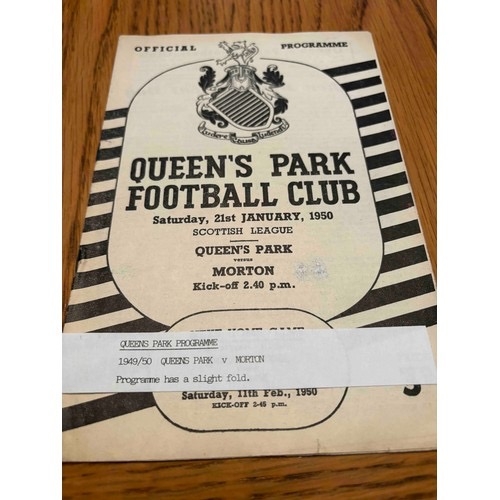 OFFICIAL PROGRAMME
QUEEN'S PARK
FOOTBALL CLUB
Saturday, 21st JANUARY, 1950
SCOTTISH LEAGUE
QUEEN'S PARK
versus
MORTON
Kick-off 2.40 p.m.
QUEENS PARK PROGRAMME
1949/50 QUEENS PARK v MORTON
Programme has a slight fold.
Saturday, 11th Feb., 1950
KICK-OFF 2-45 p.m.